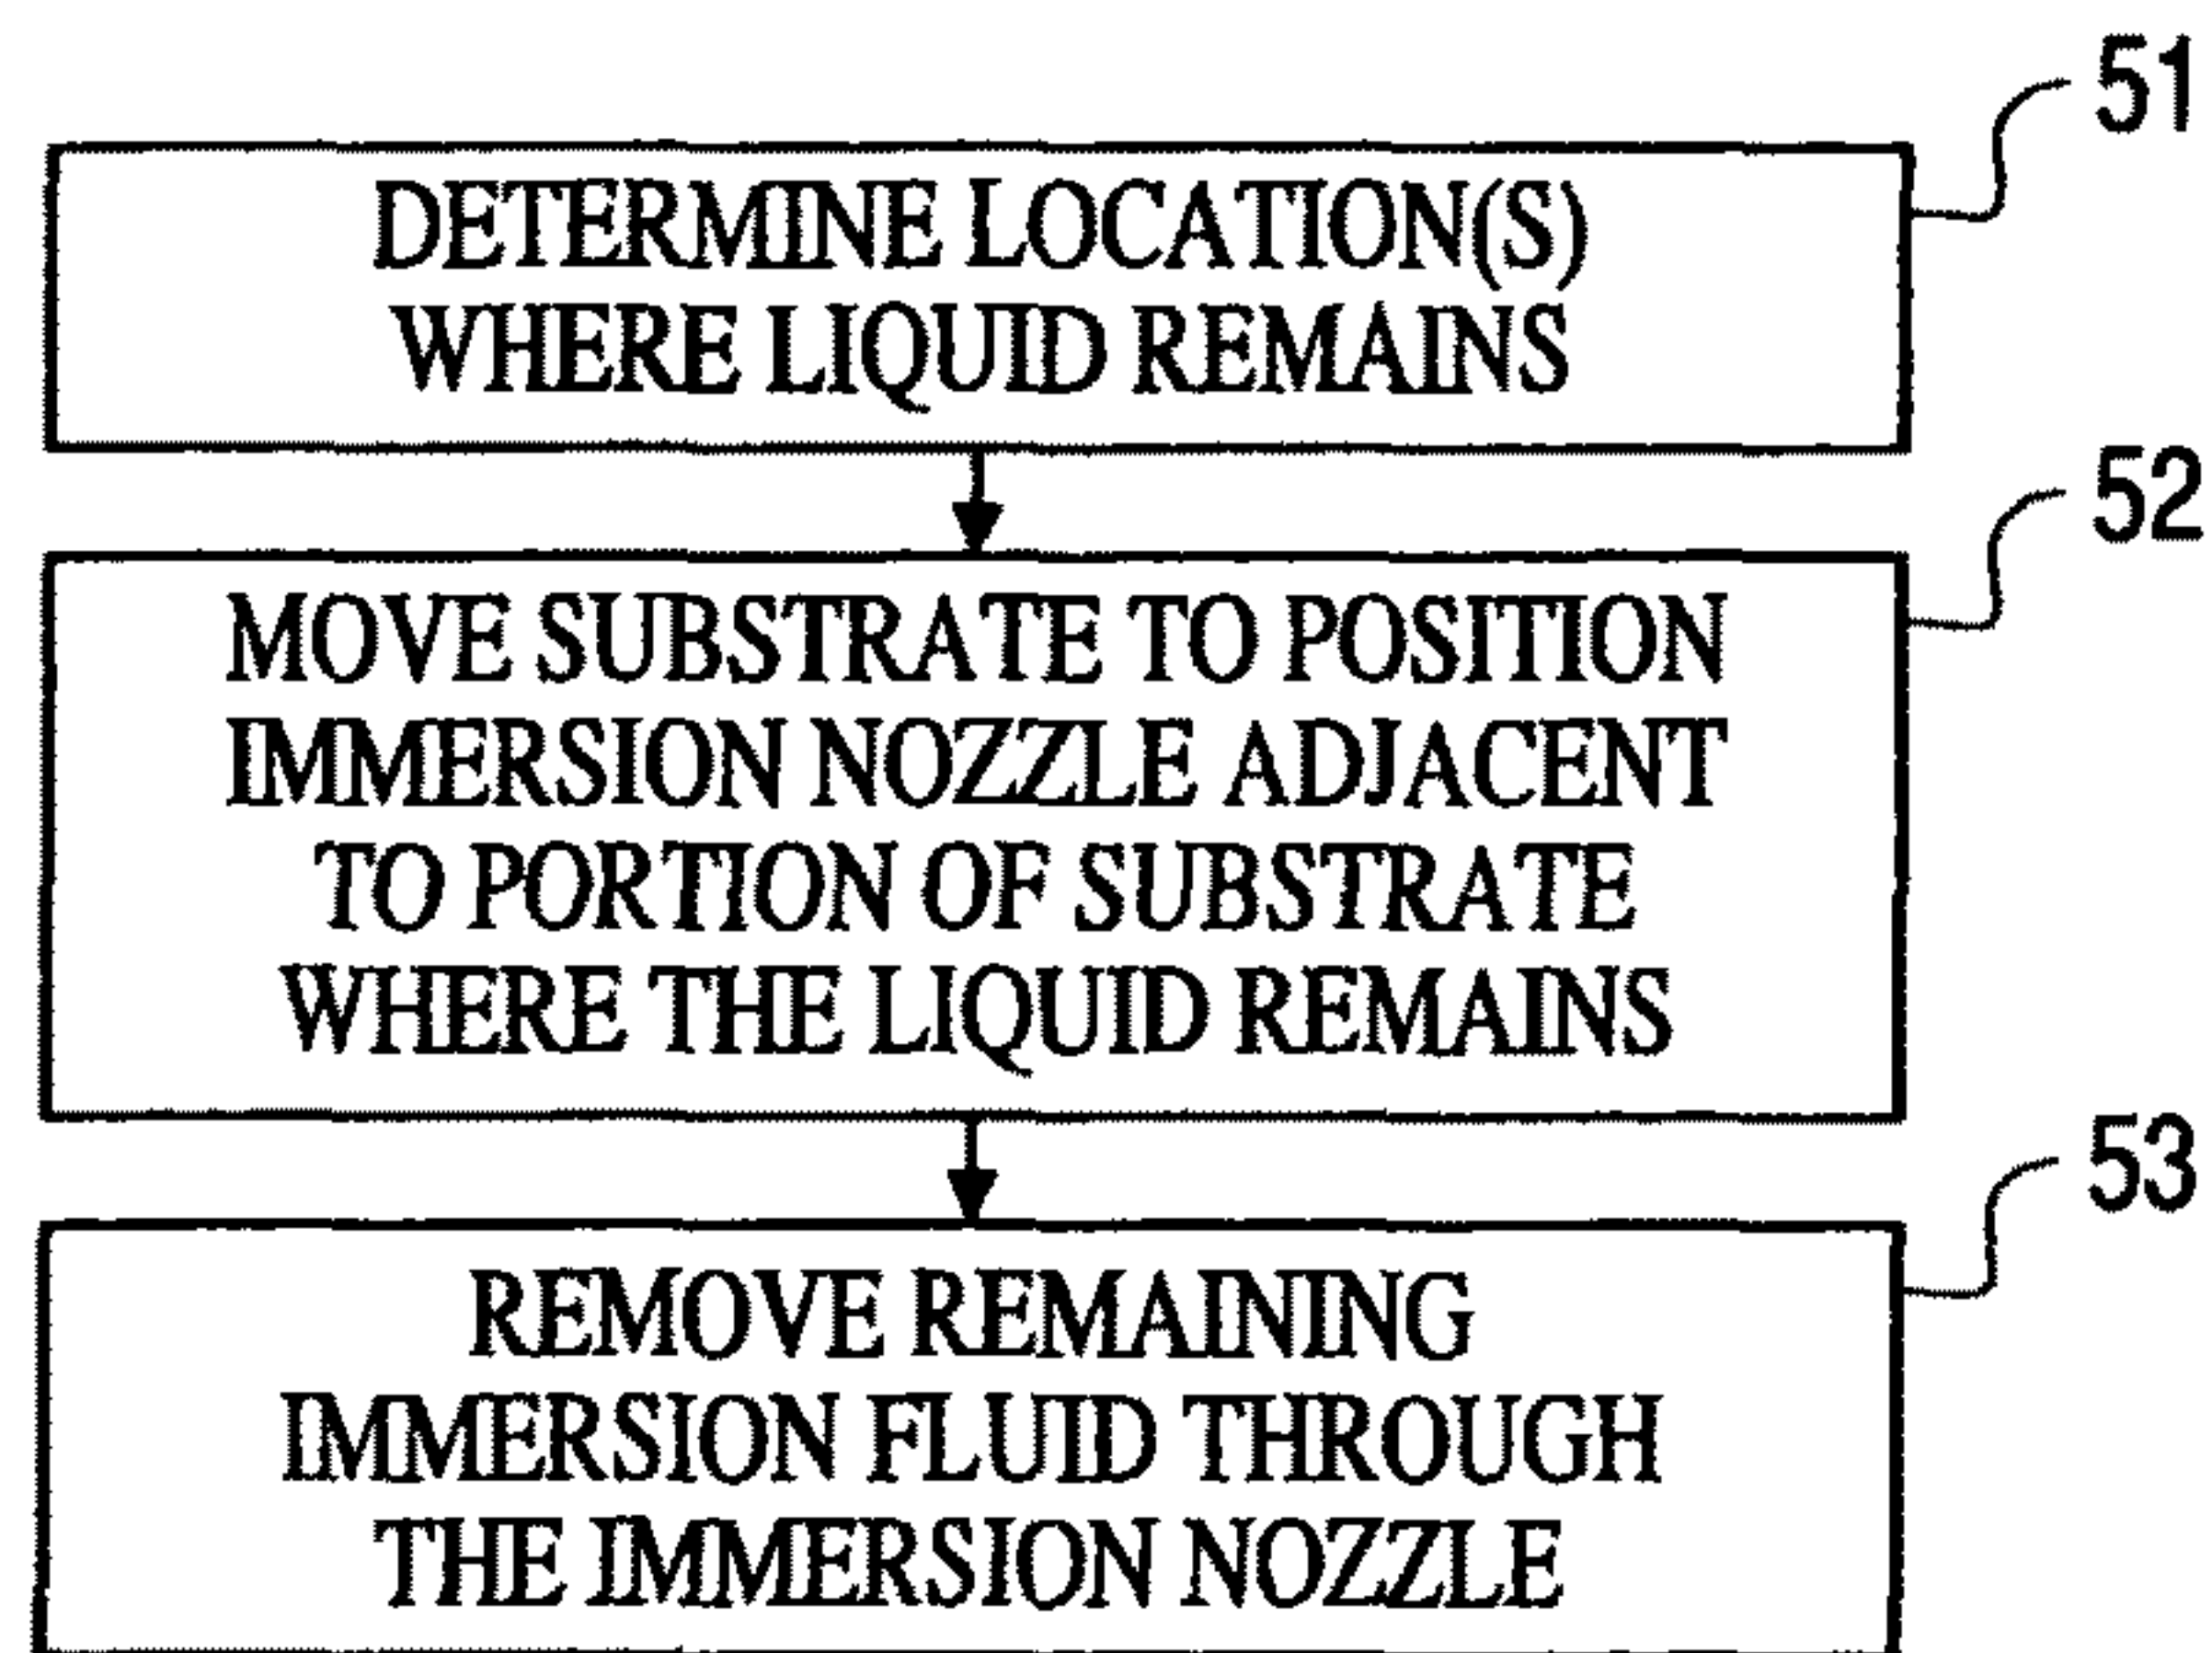 51
DETERMINE LOCATION(S)
WHERE LIQUID REMAINS
52
MOVE SUBSTRATE TO POSITION
IMMERSION NOZZLE ADJACENT
TO PORTION OF SUBSTRATE
WHERE THE LIQUID REMAINS
53
REMOVE REMAINING
IMMERSION FLUID THROUGH
THE IMMERSION NOZZLE